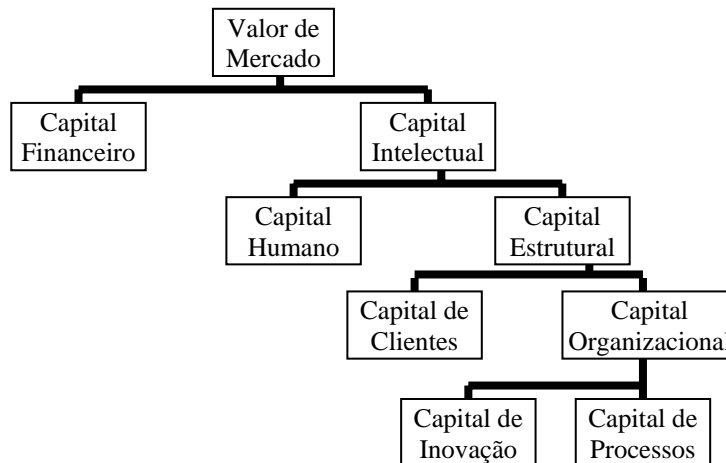 Valor de
Mercado
Capital
Financeiro
Capital
Intelectual
Capital
Humano
Capital
Estrutural
Capital de
Clientes
Capital
Organizacional
Capital de
Inovação
Capital de
Processos